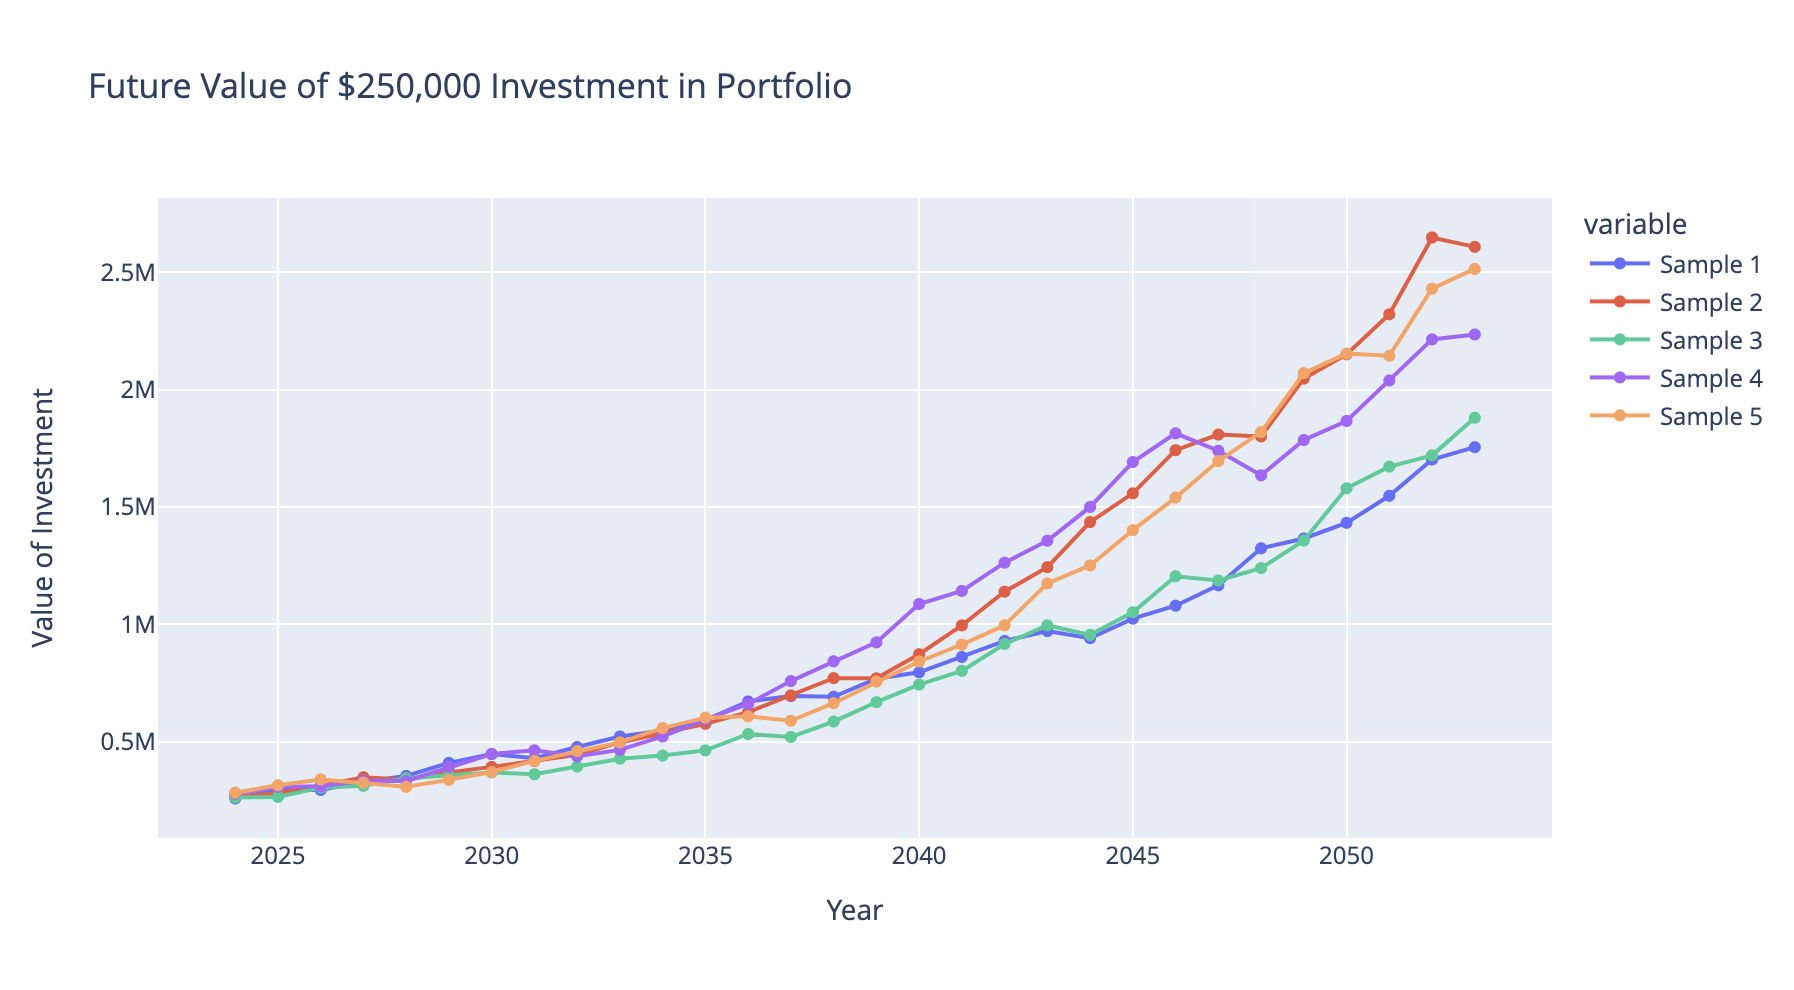 Future Value of $250,000 Investment in Portfolio
variable
Sample 1
Sample 2
Sample 3
Sample 4
Sample 5
Value of Investment
2.5M
2M
1.5M
1M
0.5M
2025 2030 2035 2040 2045 2050
Year